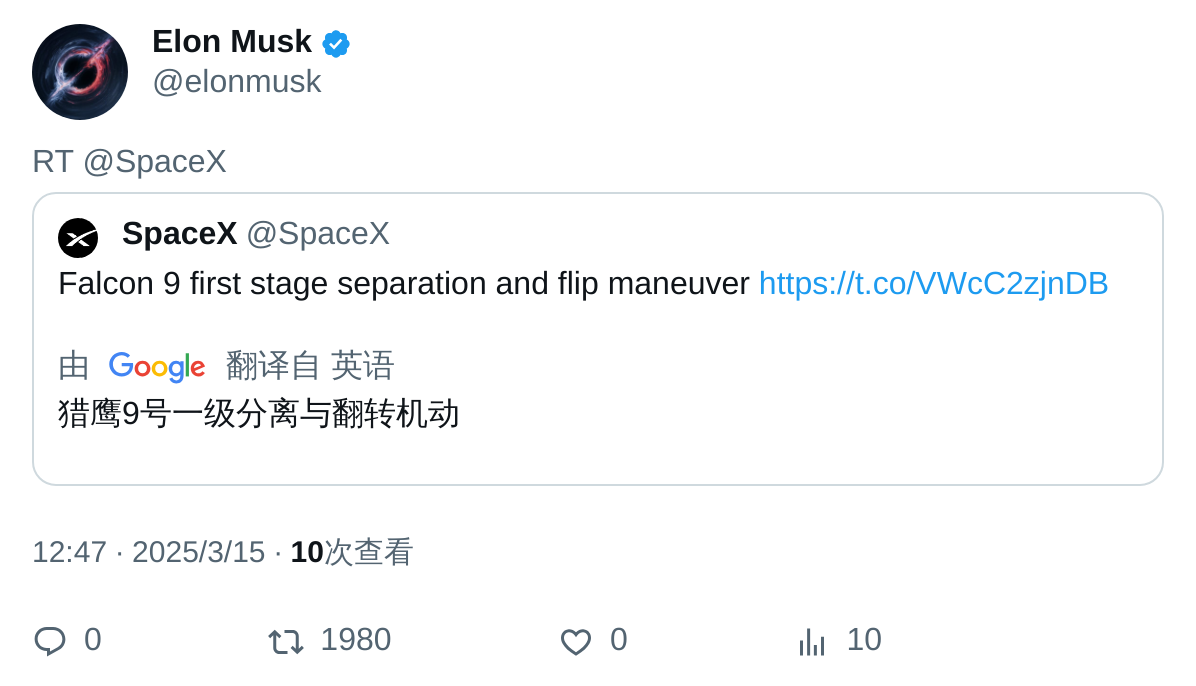 Elon Musk
@elonmusk
RT @SpaceX
SpaceX @SpaceX
Falcon 9 first stage separation and flip maneuver https://t.co/VWcC2zjnDB
由 Google 翻译自 英语
猎鹰9号一级分离与翻转机动
12:47 · 2025/3/15 · 10次查看
0 1980 0 10